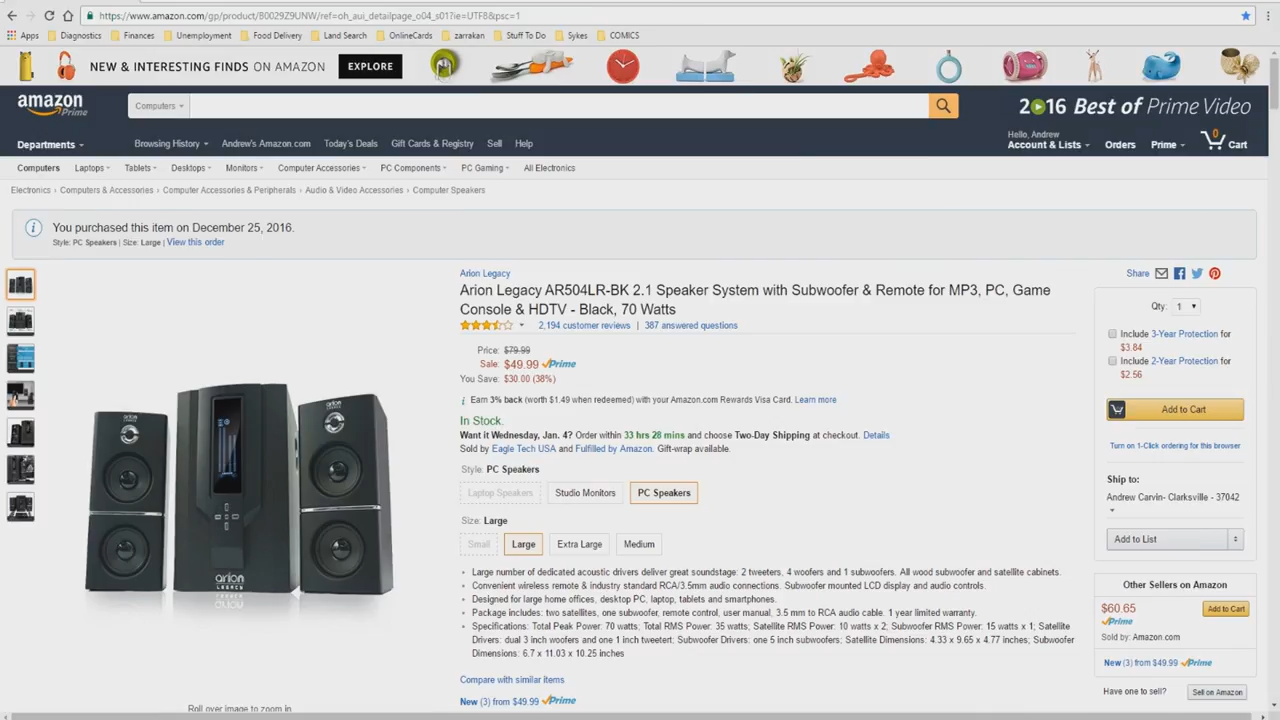 https://www.amazon.com/gp/product/B0029Z9UNW/ref=oh_aui_detailpage_o04_s01?ie=UTF8&psc=1
Apps Diagnostics Finances Unemployment Food Delivery Land Search OnlineCards zarrakan Stuff To Do Sykes COMICS
NEW & INTERESTING FINDS ON AMAZON EXPLORE
amazon Prime
Computers
2016 Best of Prime Video
Departments
Browsing History Andrew's Amazon.com Today's Deals Gift Cards & Registry Sell Help
Hello, Andrew
Account & Lists Orders Prime 0 Cart
Computers Laptops Tablets Desktops Monitors Computer Accessories PC Components PC Gaming All Electronics
Electronics › Computers & Accessories › Computer Accessories & Peripherals › Audio & Video Accessories › Computer Speakers
You purchased this item on December 25, 2016.
Style: PC Speakers | Size: Large | View this order
Arion Legacy
Arion Legacy AR504LR-BK 2.1 Speaker System with Subwoofer & Remote for MP3, PC, Game
Console & HDTV - Black, 70 Watts
2,194 customer reviews | 387 answered questions
Price: $79.99
Sale: $49.99 Prime
You Save: $30.00 (38%)
Earn 3% back (worth $1.49 when redeemed) with your Amazon.com Rewards Visa Card. Learn more
In Stock.
Want it Wednesday, Jan. 4? Order within 33 hrs 28 mins and choose Two-Day Shipping at checkout. Details
Sold by Eagle Tech USA and Fulfilled by Amazon. Gift-wrap available.
Style: PC Speakers
Laptop Speakers Studio Monitors PC Speakers
Size: Large
Small Large Extra Large Medium
• Large number of dedicated acoustic drivers deliver great soundstage: 2 tweeters, 4 woofers and 1 subwoofers. All wood subwoofer and satellite cabinets.
• Convenient wireless remote & industry standard RCA/3.5mm audio connections. Subwoofer mounted LCD display and audio controls.
• Designed for large home offices, desktop PC, laptop, tablets and smartphones.
• Package includes: two satellites, one subwoofer, remote control, user manual, 3.5 mm to RCA audio cable. 1 year limited warranty.
• Specifications: Total Peak Power: 70 watts; Total RMS Power: 35 watts; Satellite RMS Power: 10 watts x 2; Subwoofer RMS Power: 15 watts x 1; Satellite
Drivers: dual 3 inch woofers and one 1 inch tweetert; Subwoofer Drivers: one 5 inch subwoofers; Satellite Dimensions: 4.33 x 9.65 x 4.77 inches; Subwoofer
Dimensions: 6.7 x 11.03 x 10.25 inches
Compare with similar items
New (3) from $49.99 Prime
arion
arion
arion
LEGACY
Roll over image to zoom in
Share
Qty: 1
Include 3-Year Protection for
$3.84
Include 2-Year Protection for
$2.56
Add to Cart
Turn on 1-Click ordering for this browser
Ship to:
Andrew Carvin- Clarksville - 37042
Add to List
Other Sellers on Amazon
$60.65 Add to Cart
Prime
Sold by: Amazon.com
New (3) from $49.99 Prime
Have one to sell? Sell on Amazon